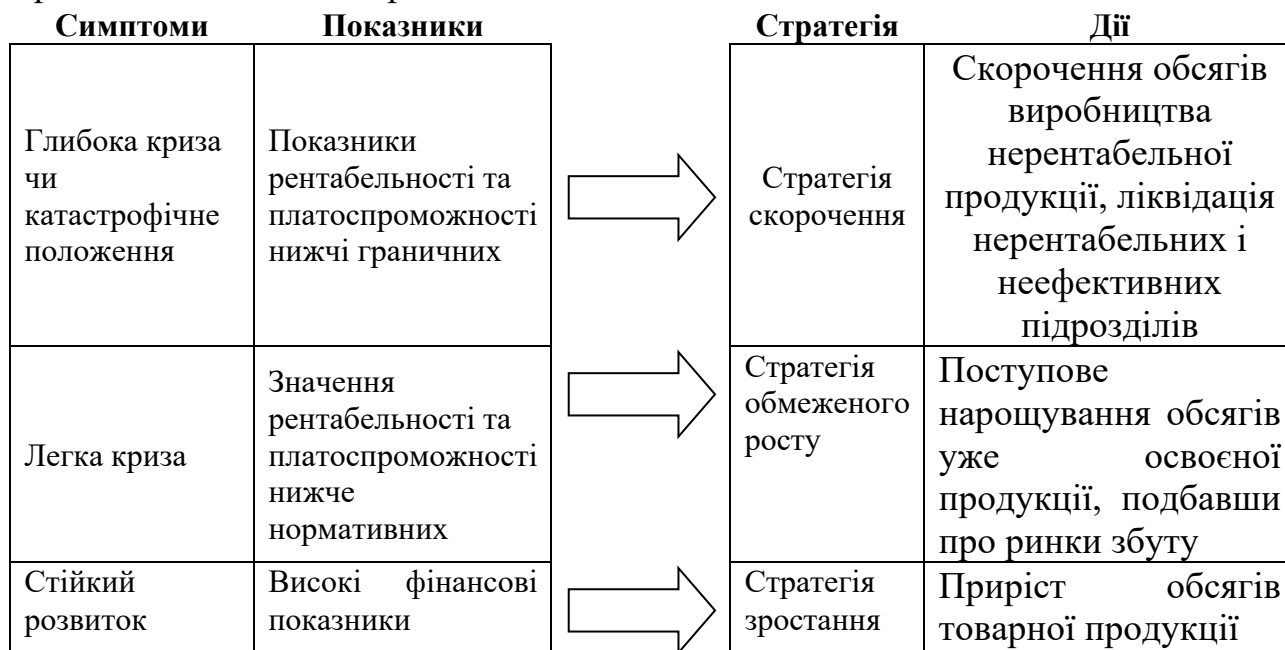 Симптоми Показники Стратегія Дії
Глибока криза
чи
катастрофічне
положення
Показники
рентабельності та
платоспроможності
нижчі граничних
Стратегія
скорочення
Скорочення обсягів
виробництва
нерентабельної
продукції, ліквідація
нерентабельних і
неефективних
підрозділів
Легка криза
Значення
рентабельності та
платоспроможності
нижче
нормативних
Стратегія
обмеженого
росту
Поступове
нарощування обсягів
уже освоєної
продукції, подбавши
про ринки збуту
Стійкий
розвиток
Високі фінансові
показники
Стратегія
зростання
Приріст обсягів
товарної продукції